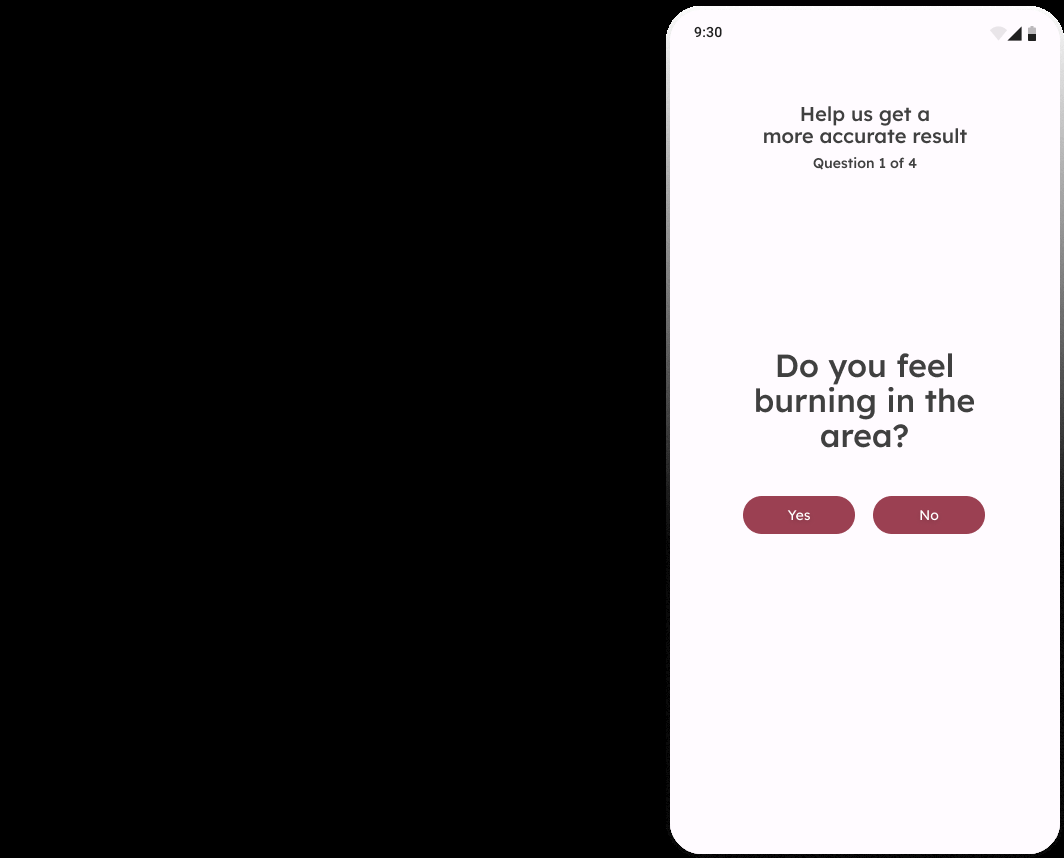 9:30
Help us get a
more accurate result
Question 1 of 4
Do you feel
burning in the
area?
Yes
No